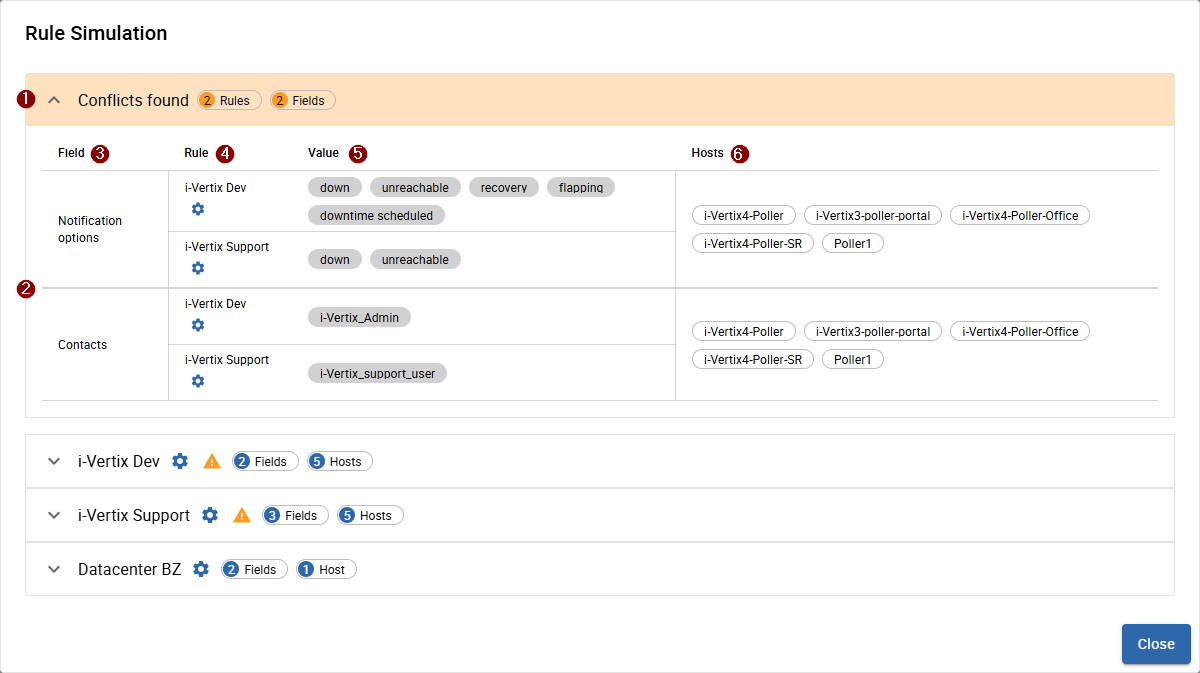 Rule Simulation
1 Conflicts found 2 Rules 2 Fields
Field 3 Rule 4 Value 5 Hosts 6
i-Vertix Dev down unreachable recovery flapping
downtime scheduled
Notification
options
i-Vertix Support down unreachable
i-Vertix4-Poller i-Vertix3-poller-portal i-Vertix4-Poller-Office
i-Vertix4-Poller-SR Poller1
2
Contacts
i-Vertix Dev i-Vertix_Admin
i-Vertix Support i-Vertix_support_user
i-Vertix4-Poller i-Vertix3-poller-portal i-Vertix4-Poller-Office
i-Vertix4-Poller-SR Poller1
i-Vertix Dev 2 Fields 5 Hosts
i-Vertix Support 3 Fields 5 Hosts
Datacenter BZ 2 Fields 1 Host
Close